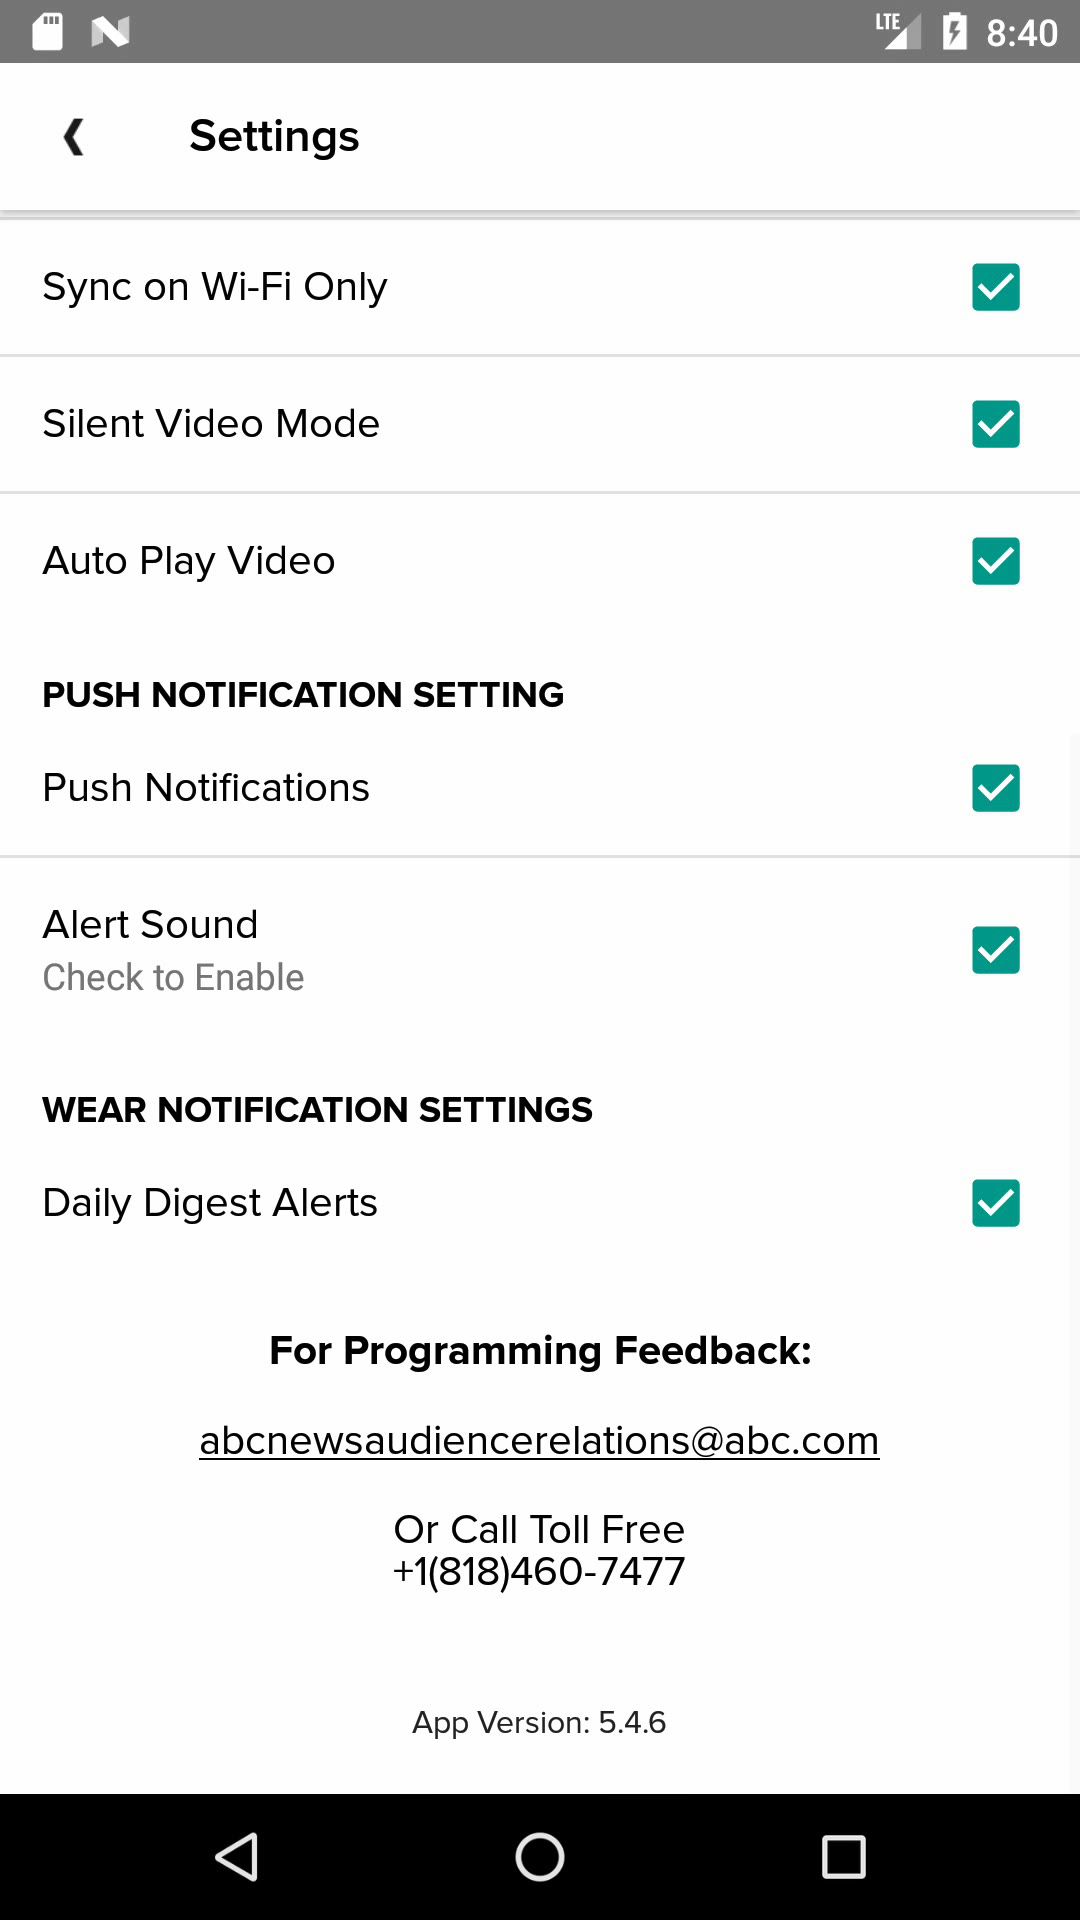 LTE 8:40
Settings
Sync on Wi-Fi Only
Silent Video Mode
Auto Play Video
PUSH NOTIFICATION SETTING
Push Notifications
Alert Sound
Check to Enable
WEAR NOTIFICATION SETTINGS
Daily Digest Alerts
For Programming Feedback:
abcnewsaudiencerelations@abc.com
Or Call Toll Free
+1(818)460-7477
App Version: 5.4.6